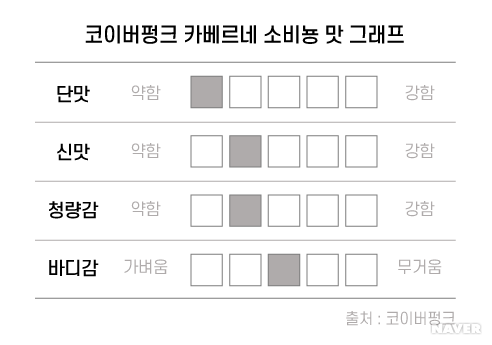 코이버펑크 카베르네 소비뇽 맛 그래프
단맛 약함 강함
신맛 약함 강함
청량감 약함 강함
바디감 가벼움 무거움
출처 : 코이버펑크
NAVER